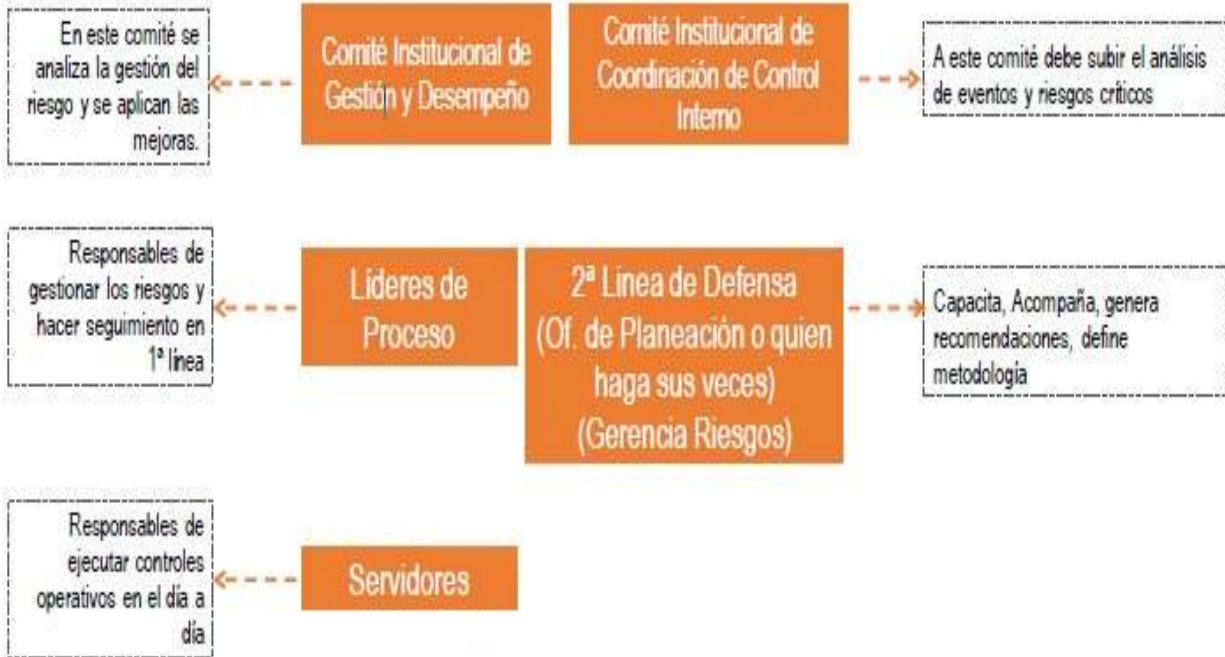 En este comité se
analiza la gestión del
riesgo y se aplican las
mejoras.
Comité Institucional de
Gestión y Desempeño
Comité Institucional de
Coordinación de Control
Interno
A este comité debe subir el análisis
de eventos y riesgos críticos
Responsables de
gestionar los riesgos y
hacer seguimiento en
1ª línea
Líderes de
Proceso
2ª Línea de Defensa
(Of. de Planeación o quien
haga sus veces)
(Gerencia Riesgos)
Capacita, Acompaña, genera
recomendaciones, define
metodología
Responsables de
ejecutar controles
operativos en el día a
día
Servidores